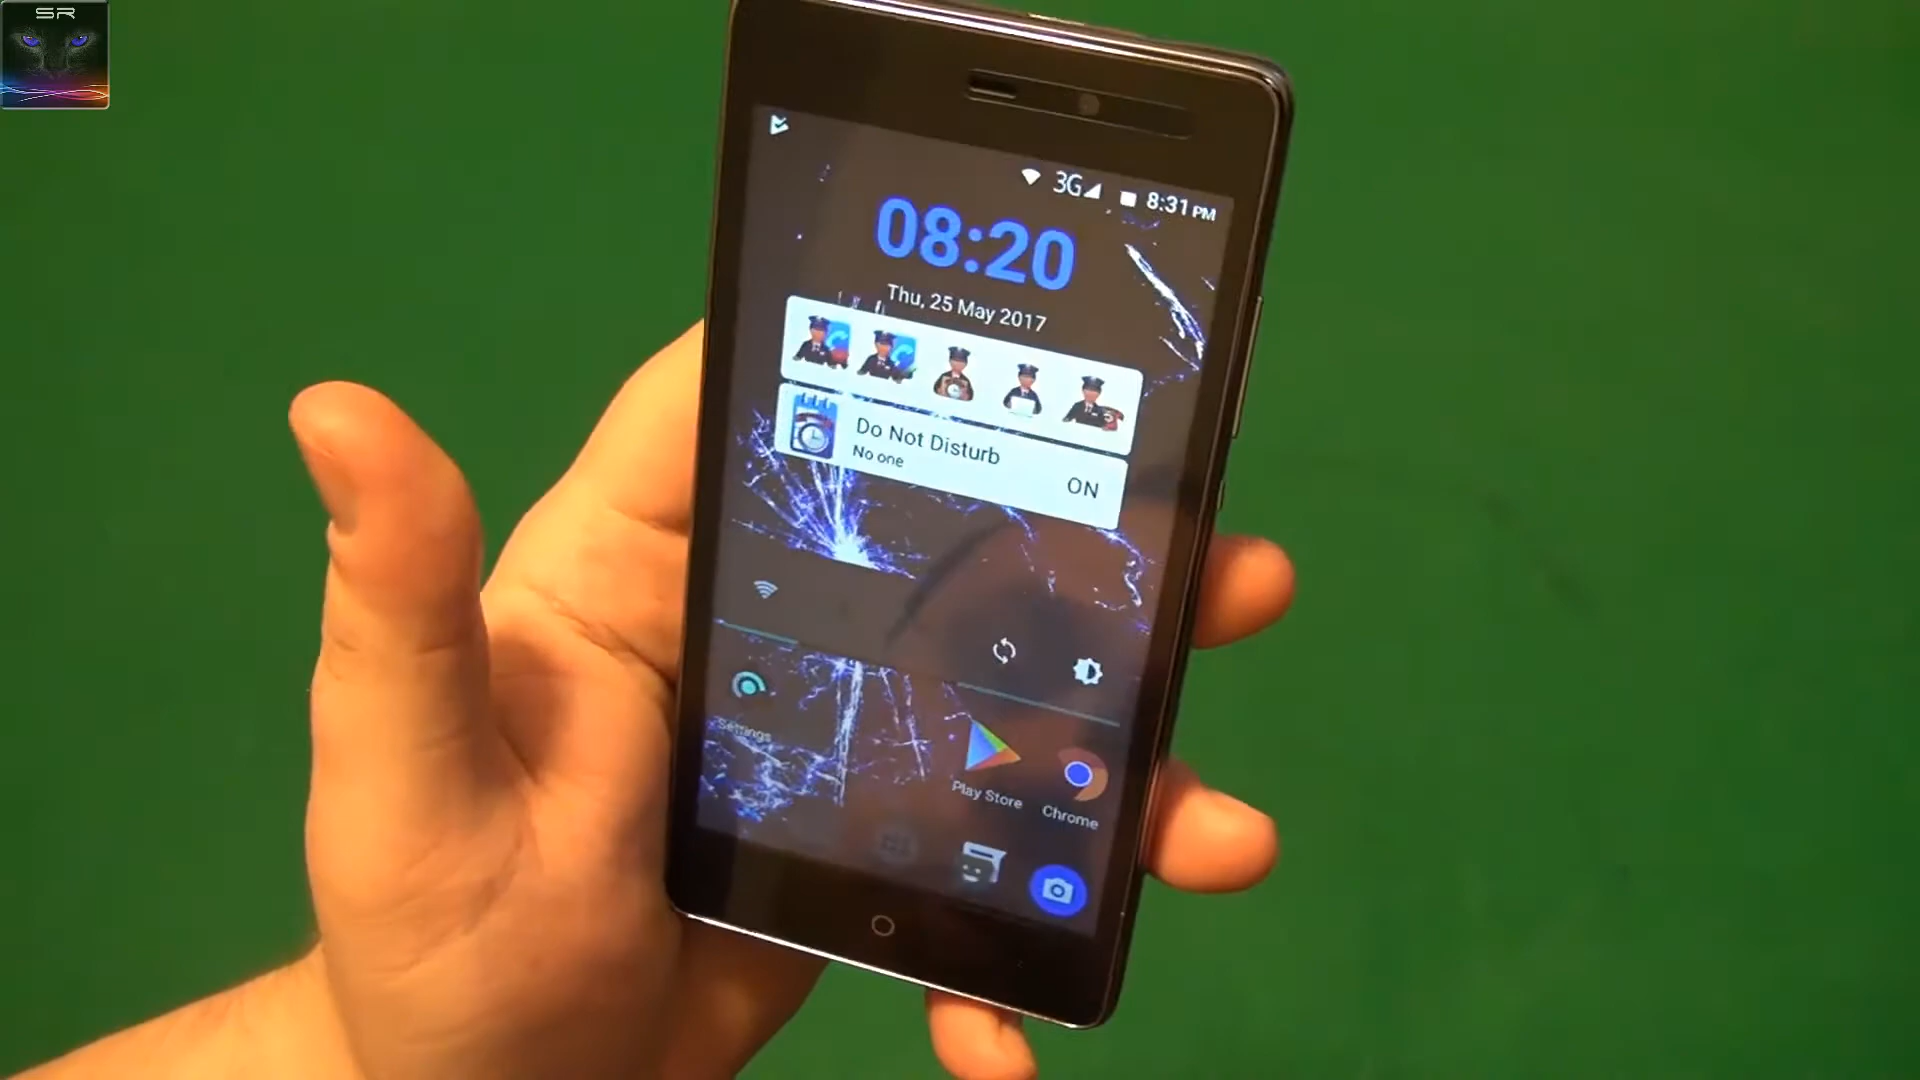 SR
3G 8:31 PM
08:20
Thu, 25 May 2017
Do Not Disturb
No one
ON
Settings
Play Store
Chrome